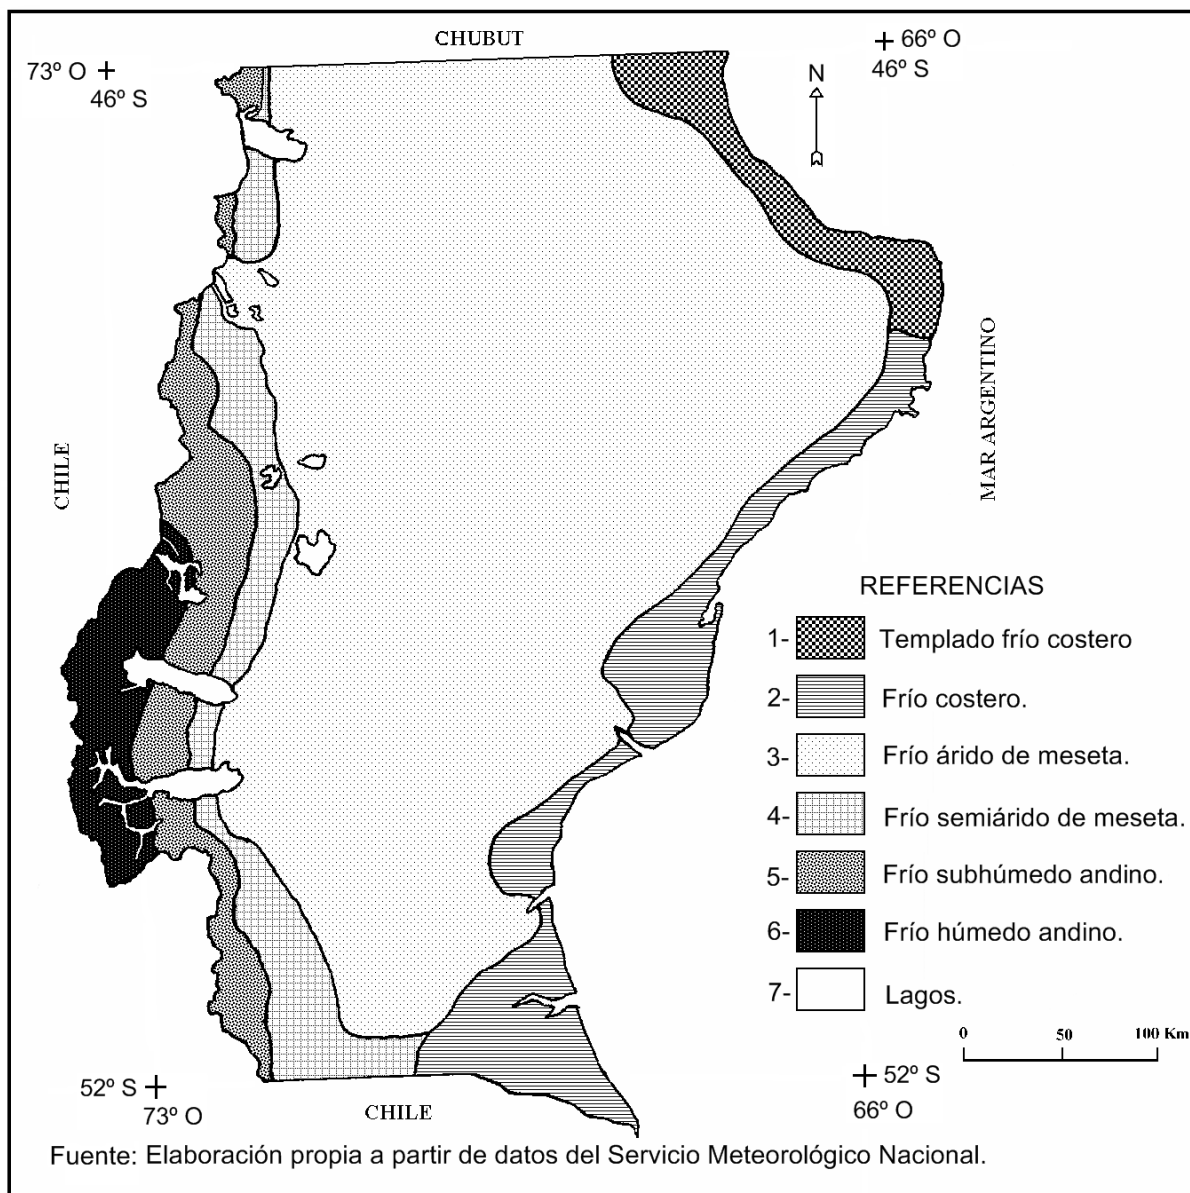 CHUBUT
66º O
46º S
73º O
46º S
N
MAR ARGENTINO
CHILE
REFERENCIAS
1- Templado frío costero
2- Frío costero.
3- Frío árido de meseta.
4- Frío semiárido de meseta.
5- Frío subhúmedo andino.
6- Frío húmedo andino.
7- Lagos.
0 50 100 Km
52º S
73º O
52º S
66º O
CHILE
Fuente: Elaboración propia a partir de datos del Servicio Meteorológico Nacional.